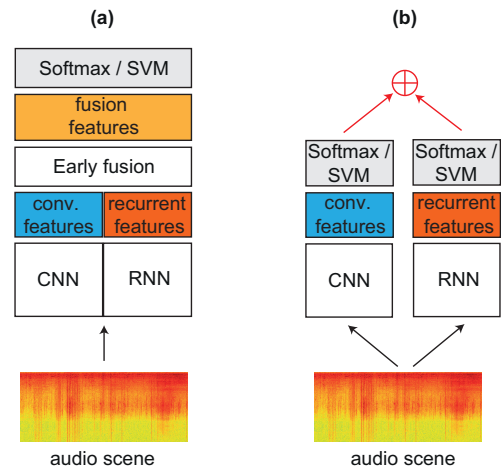 (a)
Softmax / SVM
fusion
features
Early fusion
conv.
features
recurrent
features
CNN
RNN
audio scene
(b)
Softmax /
SVM
Softmax /
SVM
conv.
features
recurrent
features
CNN
RNN
audio scene